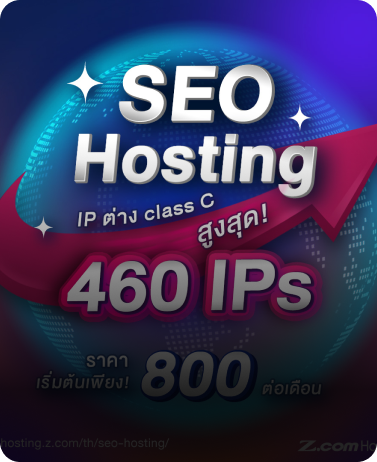 SEO
Hosting
IP ต่าง class C
สูงสุด!
460 IPs
ราคา
เริ่มต้นเพียง! 800 ต่อเดือน
hosting.z.com/th/seo-hosting/
Z.com Ho